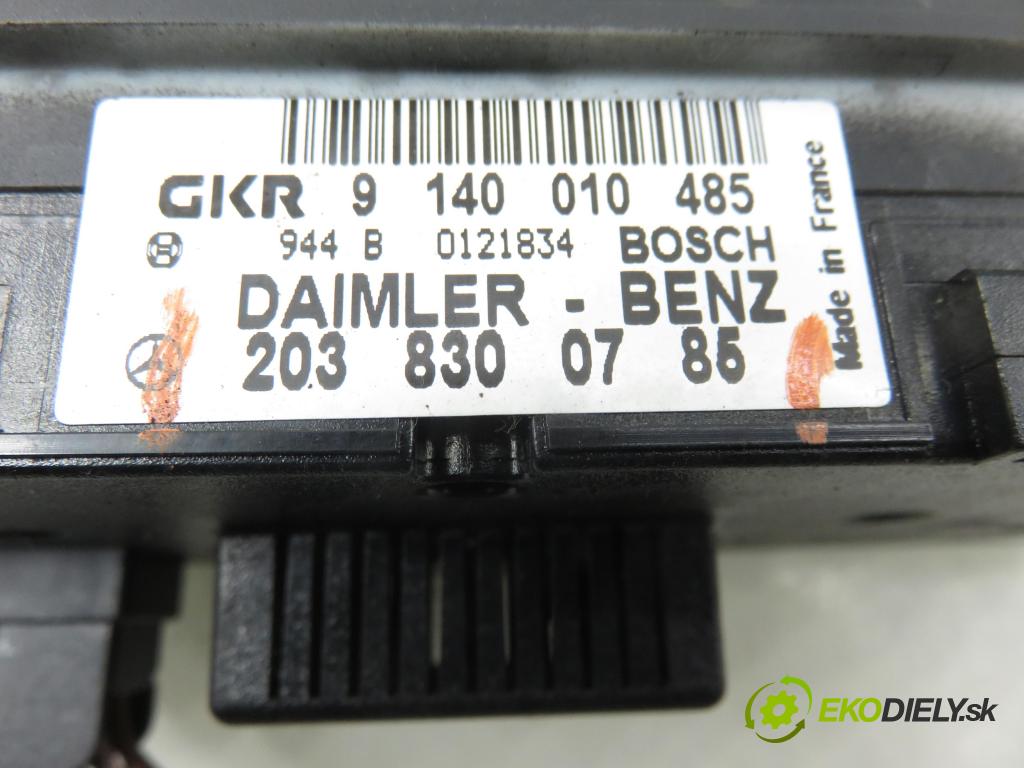 GKR 9 140 010 485
944 B 0121834 BOSCH
DAIMLER - BENZ
203 830 07 85
Made in France
EKODIELY.sk